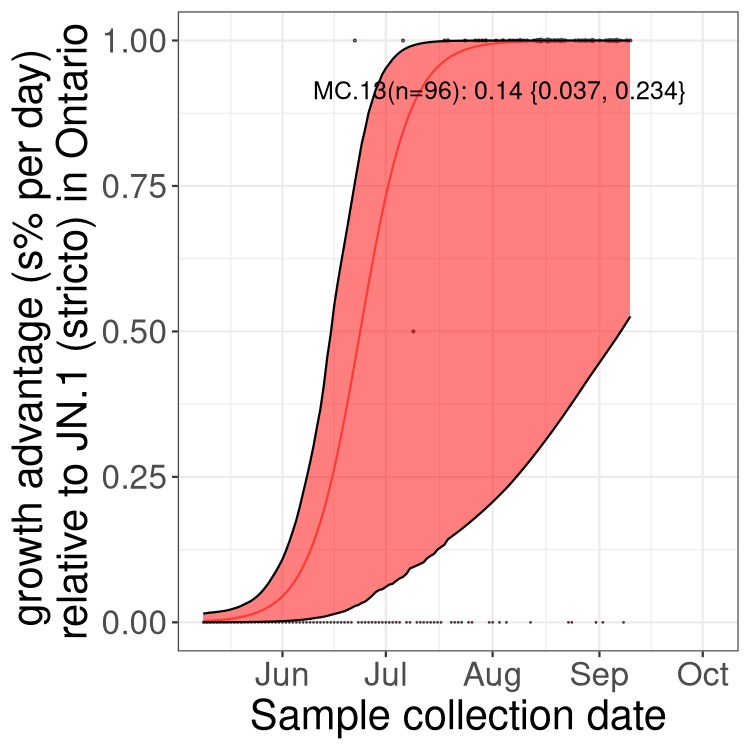 growth advantage (s% per day)
relative to JN.1 (stricto) in Ontario
1.00
0.75
0.50
0.25
0.00
MC.13(n=96): 0.14 {0.037, 0.234}
Jun Jul Aug Sep Oct
Sample collection date